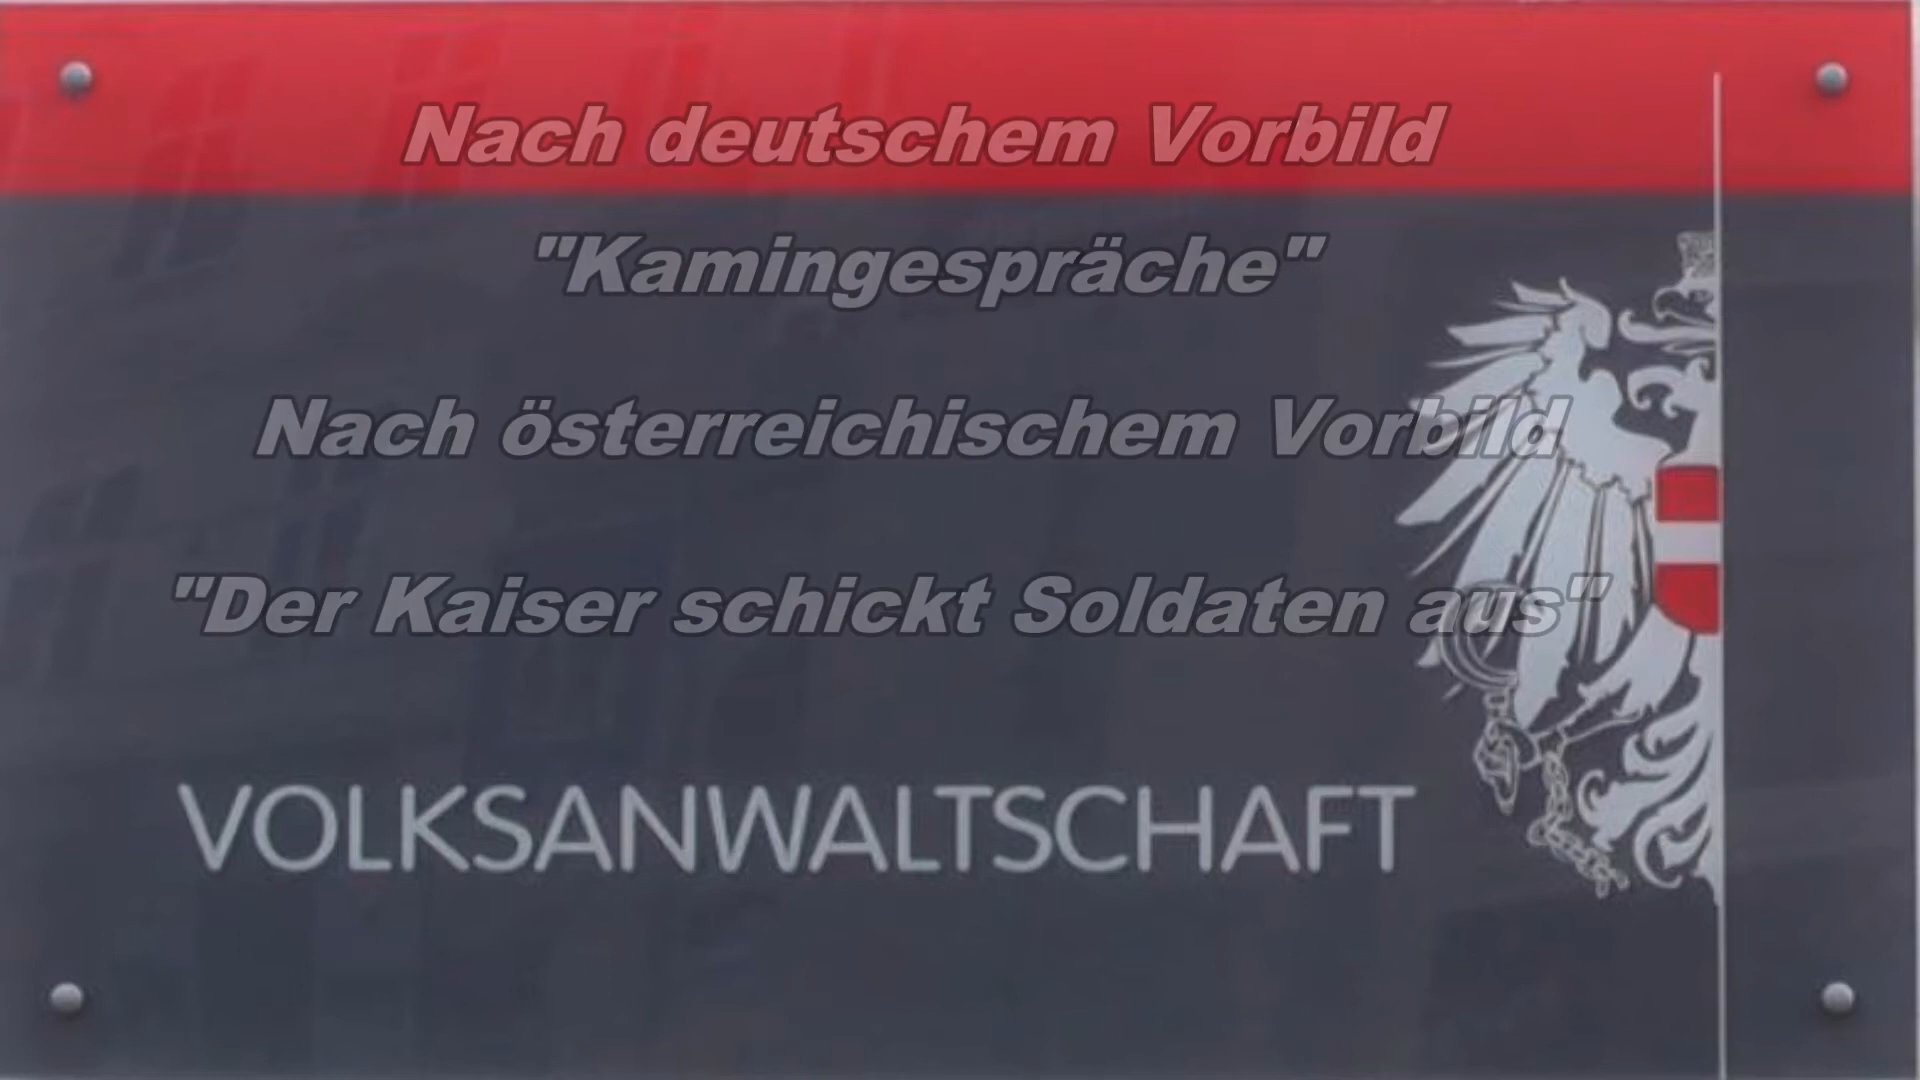 Nach deutschem Vorbild
"Kamingespräche"
Nach österreichischem Vorbild
"Der Kaiser schickt Soldaten aus"
VOLKSANWALTSCHAFT